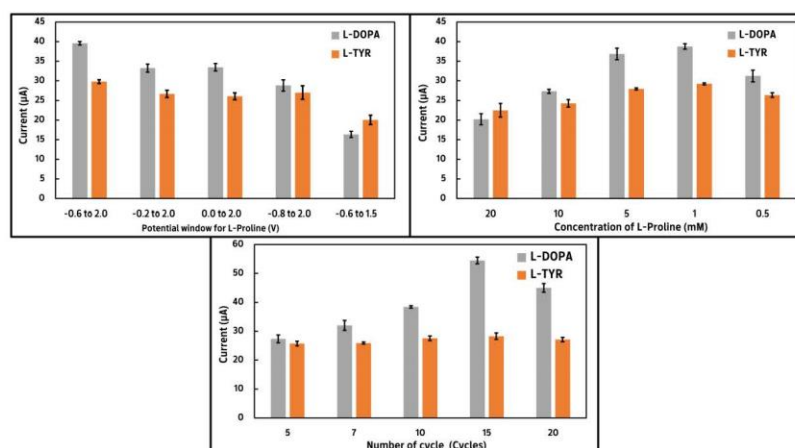 45
40
35
30
25
20
15
10
5
0
Current (µA)
L-DOPA
L-TYR
-0.6 to 2.0 -0.2 to 2.0 0.0 to 2.0 -0.8 to 2.0 -0.6 to 1.5
Potential window for L-Proline (V)
45
40
35
30
25
20
15
10
5
0
Current (µA)
L-DOPA
L-TYR
20 10 5 1 0.5
Concentration of L-Proline (mM)
60
50
40
30
20
10
0
Current (µA)
L-DOPA
L-TYR
5 7 10 15 20
Number of cycle (Cycles)